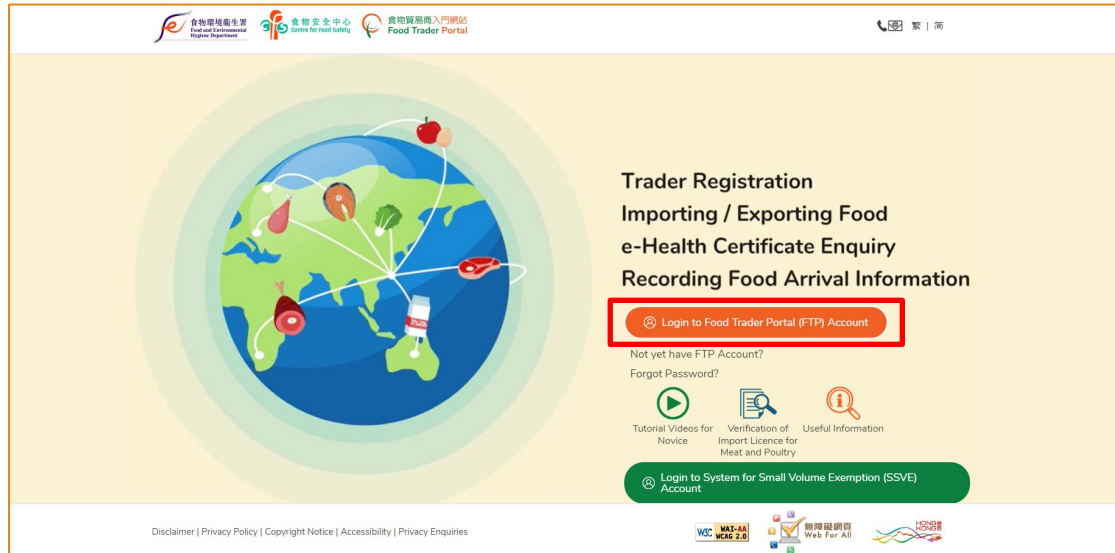 食物環境衞生署
Food and Environmental
Hygiene Department
食物安全中心
Centre for Food Safety
食物貿易商入門網站
Food Trader Portal
繁 | 简
Trader Registration
Importing / Exporting Food
e-Health Certificate Enquiry
Recording Food Arrival Information
Login to Food Trader Portal (FTP) Account
Not yet have FTP Account?
Forgot Password?
Tutorial Videos for
Novice
Verification of
Import Licence for
Meat and Poultry
Useful Information
Login to System for Small Volume Exemption (SSVE)
Account
Disclaimer | Privacy Policy | Copyright Notice | Accessibility | Privacy Enquiries
W3C WAI-AA
WCAG 2.0
無障礙網頁
Web For All
HONG
KONG